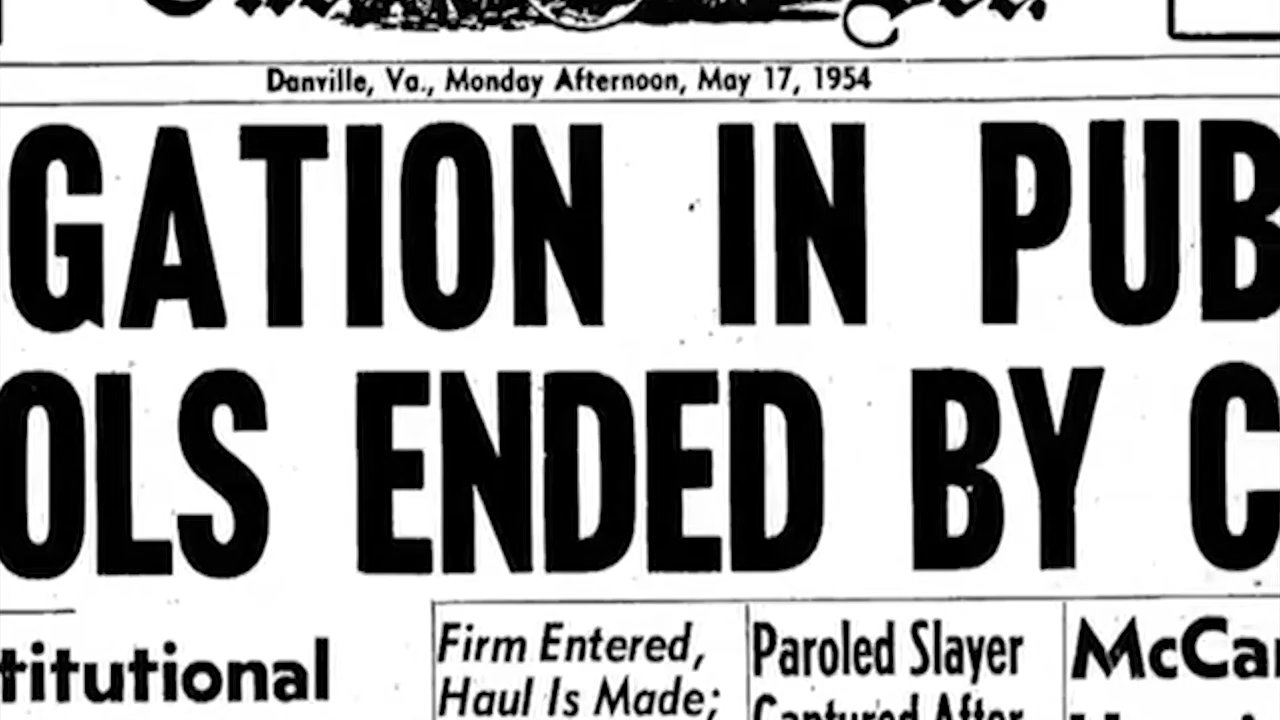 Danville, Va., Monday Afternoon, May 17, 1954
GATION IN PUB
OLS ENDED BY C
titutional
Firm Entered,
Haul Is Made;
Paroled Slayer
Captured After
McCar